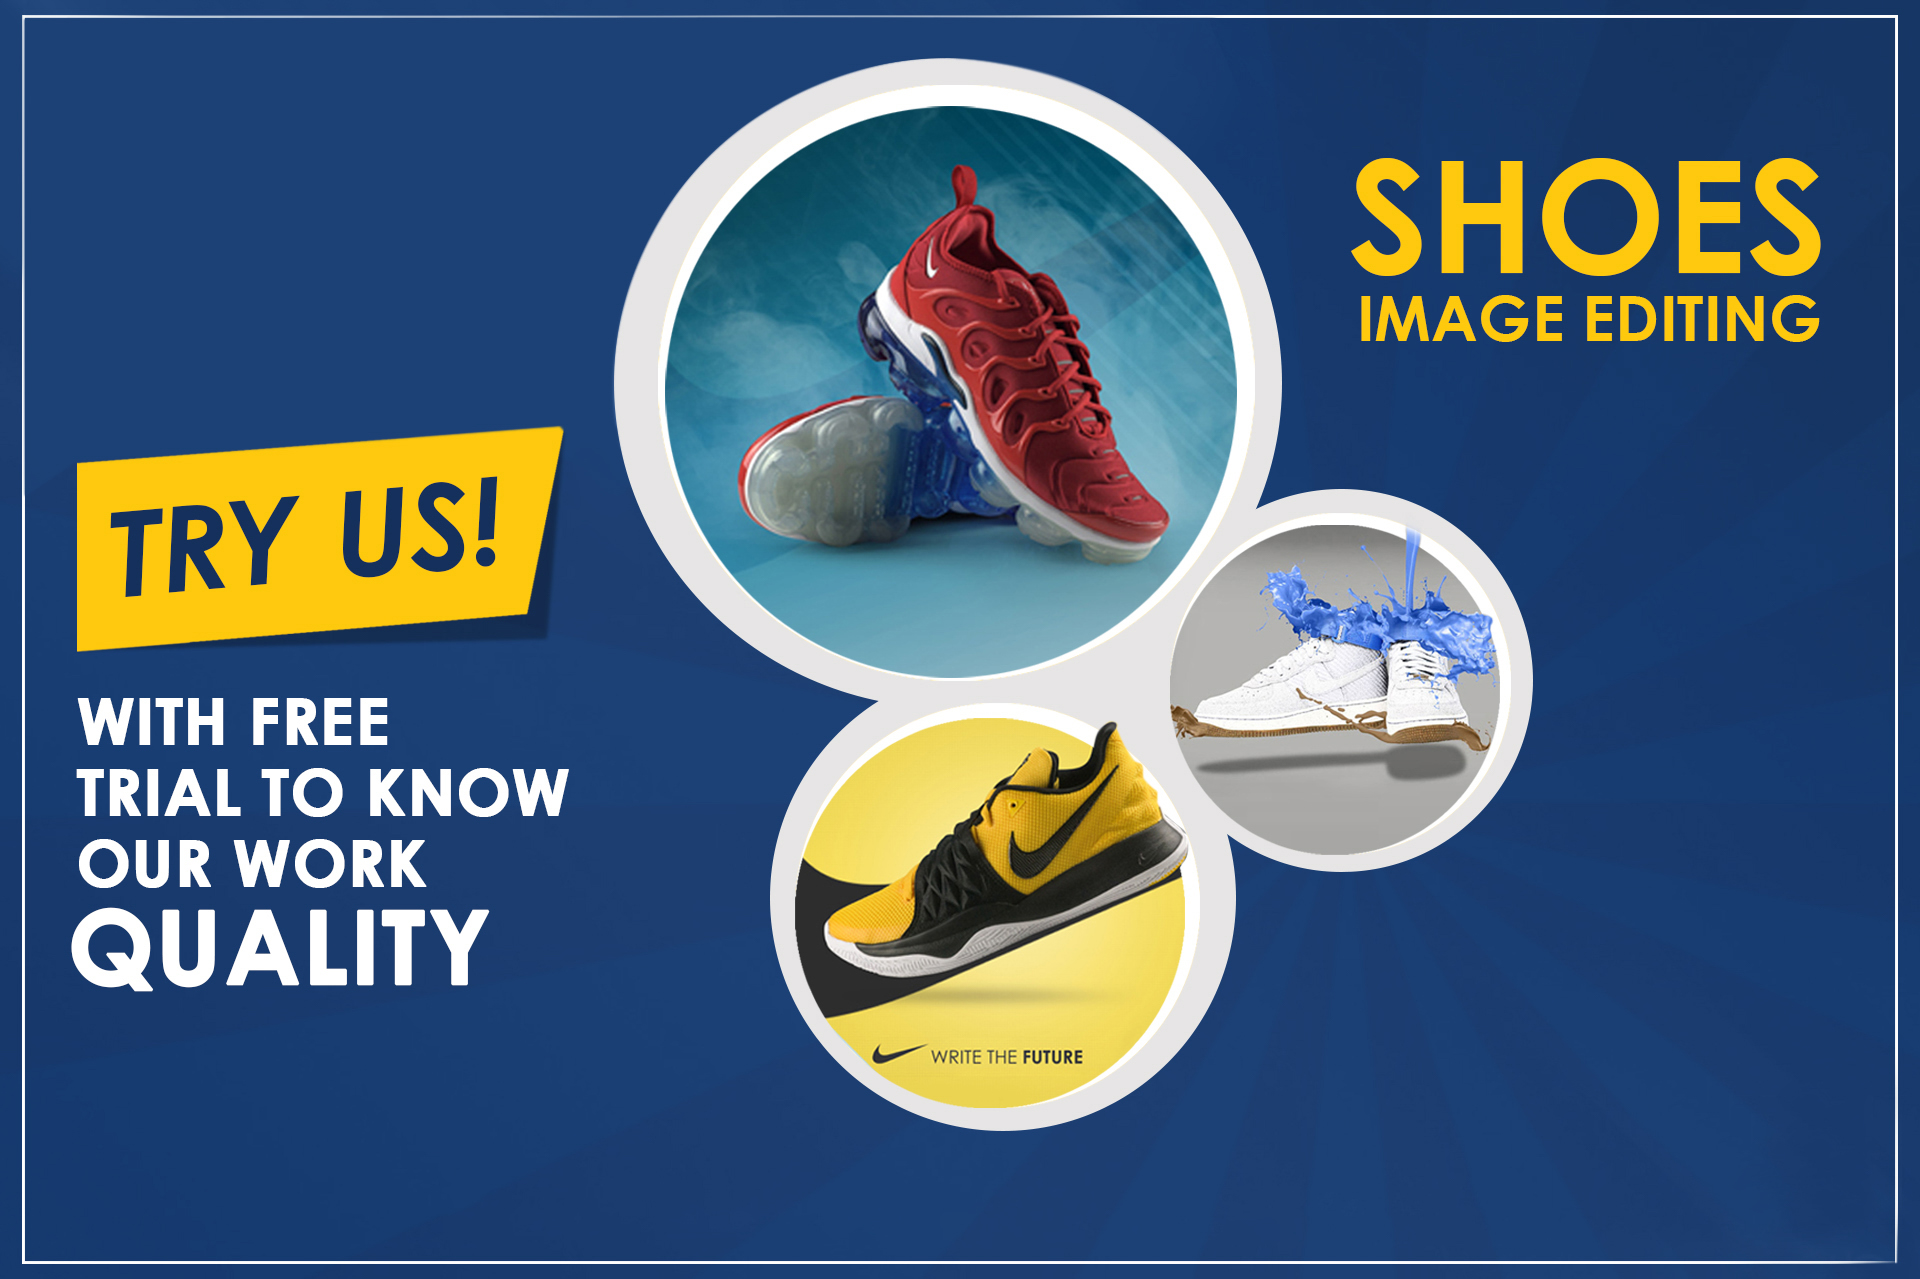 SHOES
IMAGE EDITING
TRY US!
WITH FREE
TRIAL TO KNOW
OUR WORK
QUALITY
WRITE THE FUTURE